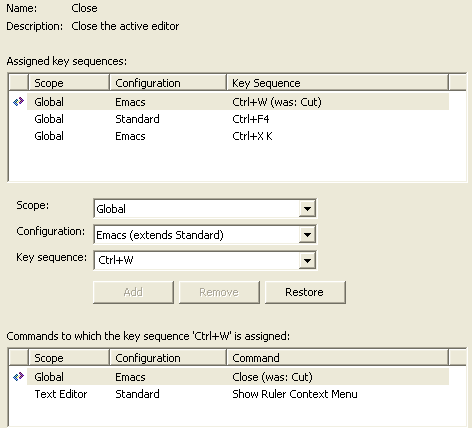 Name: Close
Description: Close the active editor
Assigned key sequences:
Scope Configuration Key Sequence
Global Emacs Ctrl+W (was: Cut)
Global Standard Ctrl+F4
Global Emacs Ctrl+X K
Scope: Global
Configuration: Emacs (extends Standard)
Key sequence: Ctrl+W
Add Remove Restore
Commands to which the key sequence 'Ctrl+W' is assigned:
Scope Configuration Command
Global Emacs Close (was: Cut)
Text Editor Standard Show Ruler Context Menu